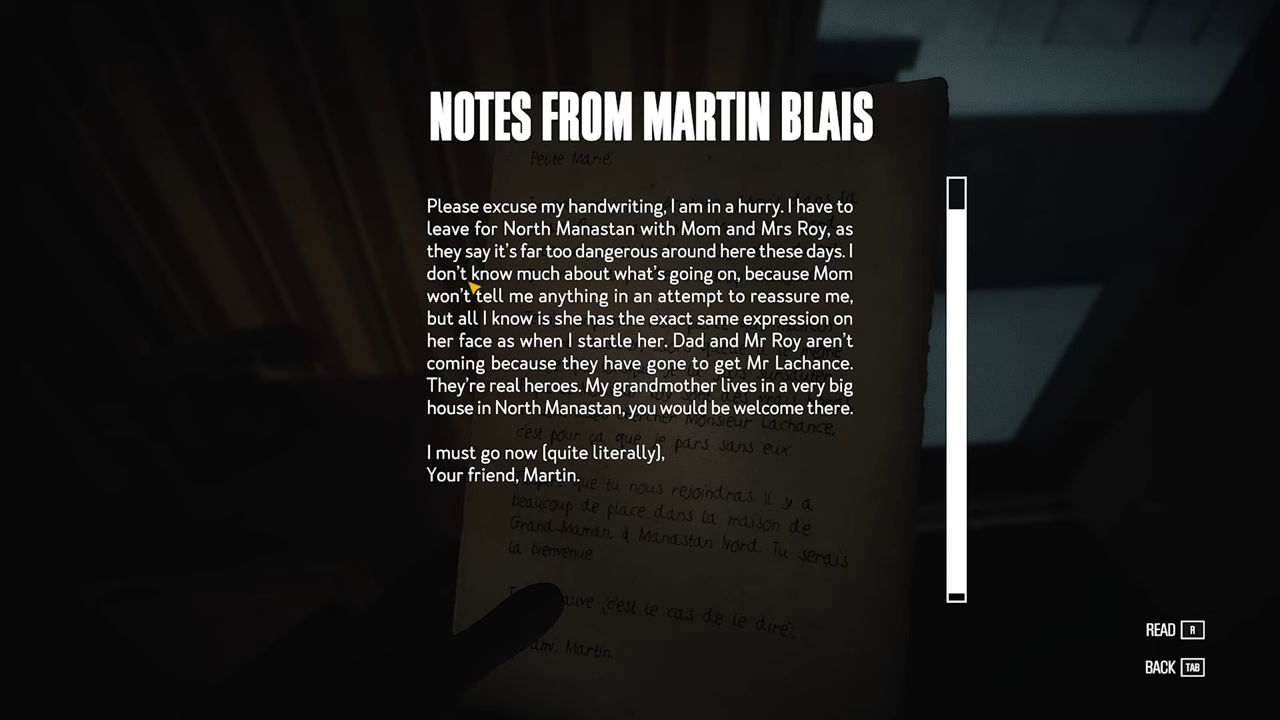 NOTES FROM MARTIN BLAIS
Petite Marie,
Please excuse my handwriting, I am in a hurry. I have to
leave for North Manastan with Mom and Mrs Roy, as
they say it's far too dangerous around here these days. I
don't know much about what's going on, because Mom
won't tell me anything in an attempt to reassure me,
but all I know is she has the exact same expression on
her face as when I startle her. Dad and Mr Roy aren't
coming because they have gone to get Mr Lachance.
They're real heroes. My grandmother lives in a very big
house in North Manastan, you would be welcome there.
I must go now (quite literally),
Your friend, Martin.
Monsieur Lachance,
c'est pour ça que je pars sans eux.
que tu nous rejoindras Il y a
beaucoup de place dans la maison de
Grand-Maman, à Manastan Nord. Tu serais
la bienvenue
(c'est le cas de le dire),
ami, Martin.
READ R
BACK TAB